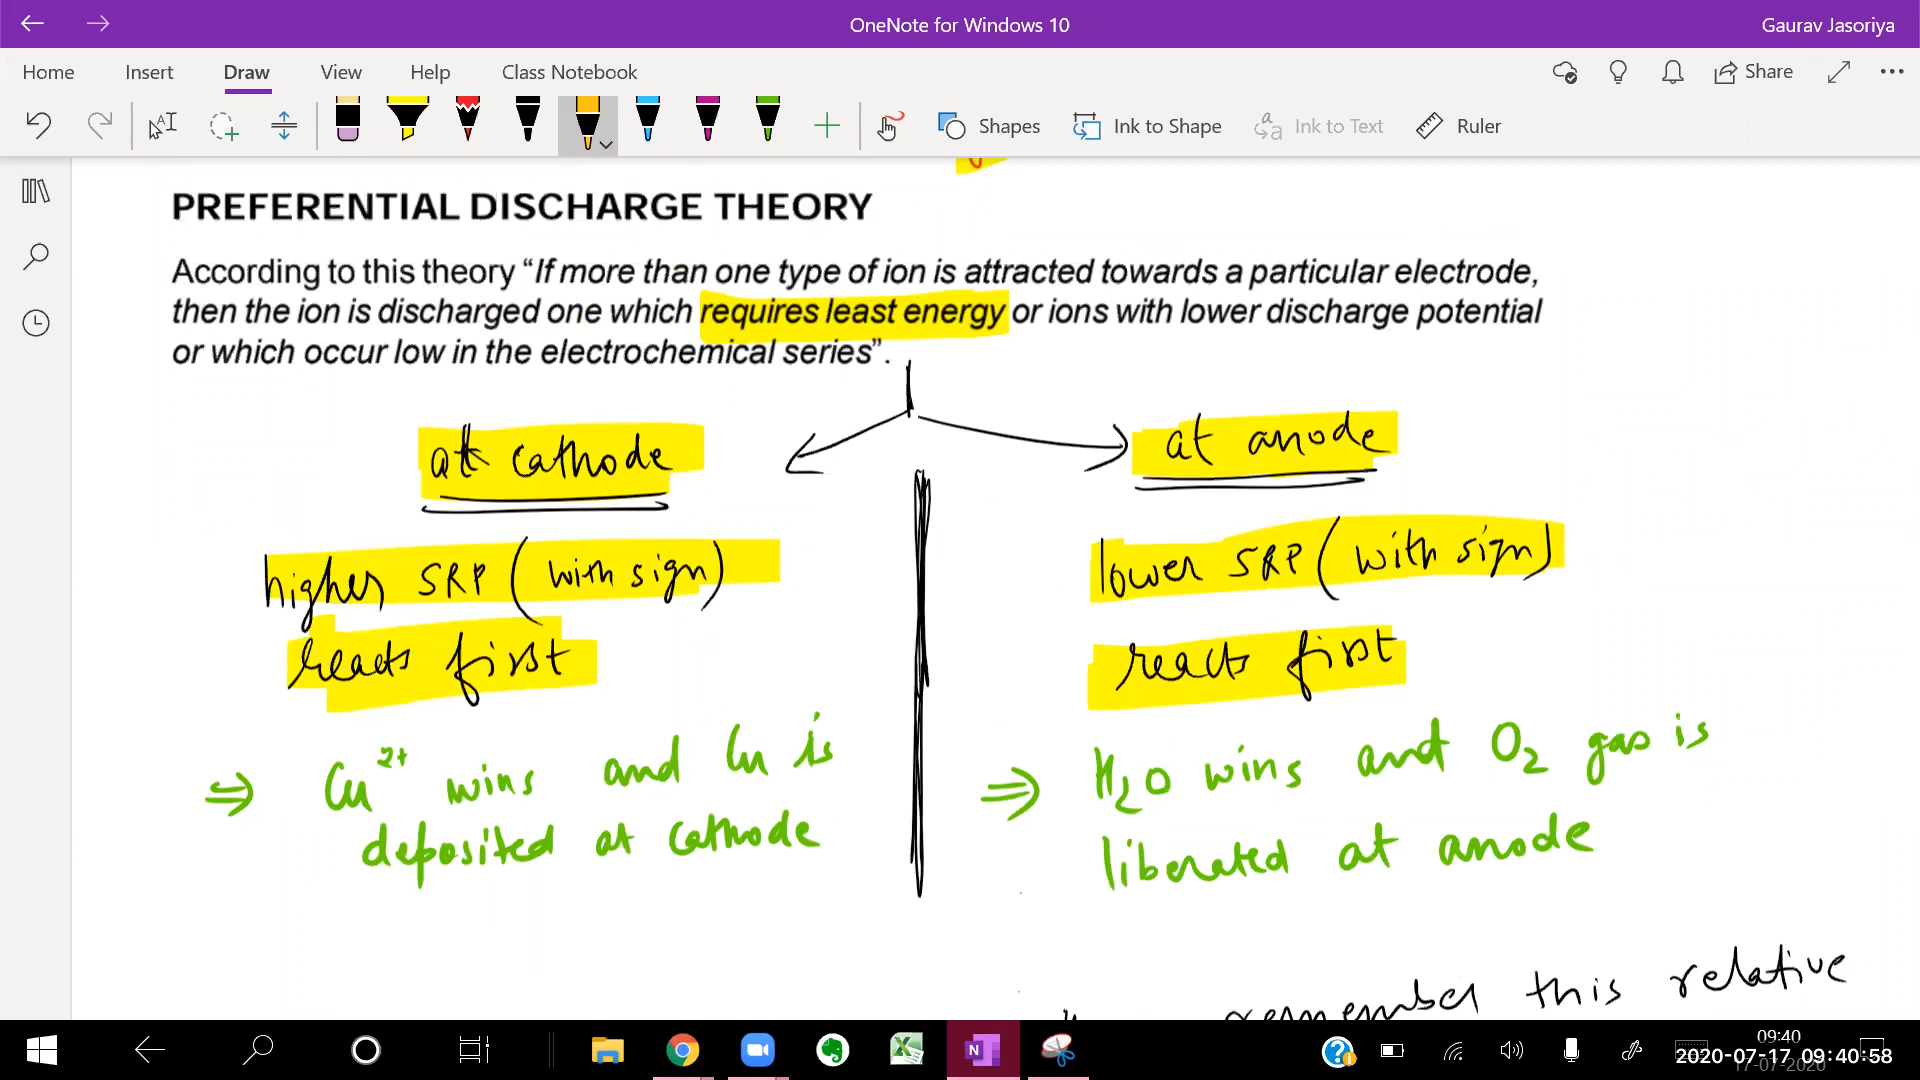 OneNote for Windows 10
Gaurav Jasoriya
Home Insert Draw View Help Class Notebook
Share
Shapes Ink to Shape Ink to Text Ruler
PREFERENTIAL DISCHARGE THEORY
According to this theory “If more than one type of ion is attracted towards a particular electrode,
then the ion is discharged one which requires least energy or ions with lower discharge potential
or which occur low in the electrochemical series”.
at cathode
higher SRP (with sign)
reacts first
⇒ Cu²⁺ wins and Cu is
deposited at cathode
at anode
lower SRP (with sign)
reacts first
⇒ H₂O wins and O₂ gas is
liberated at anode
remember this relative
09:40
2020-07-17 09:40:58
17-07-2020